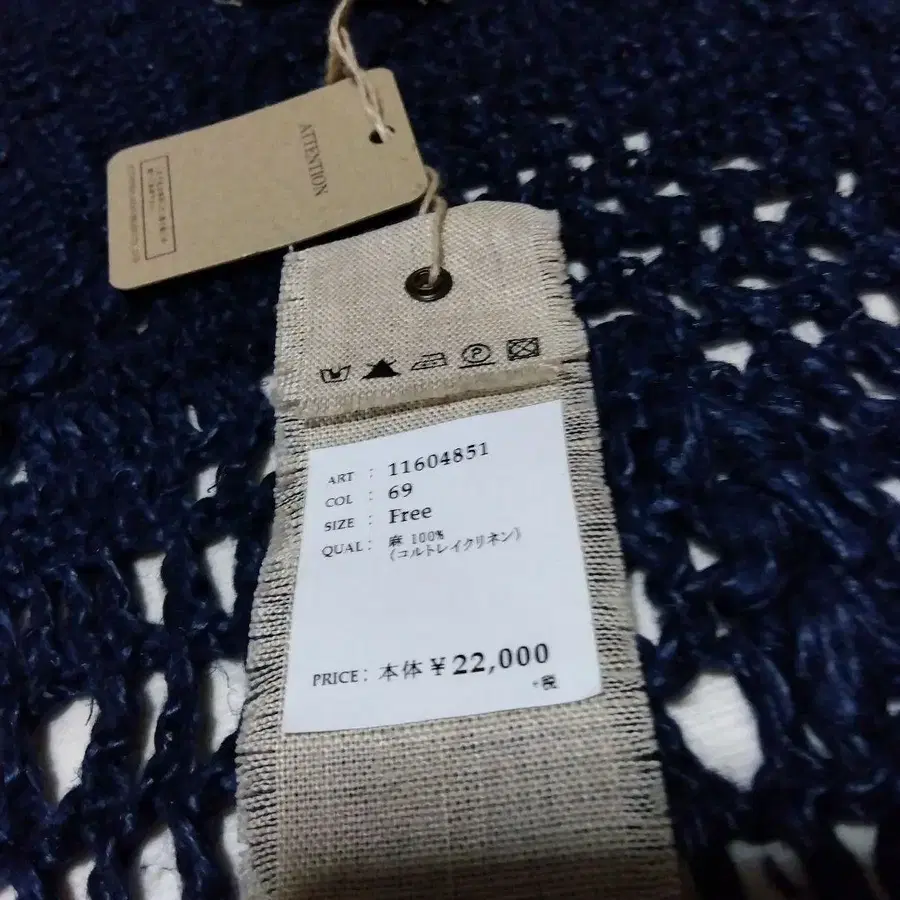 ATTENTION
ART : 11604851
COL : 69
SIZE : Free
QUAL : 麻 100%
(コルトレイクリネン)
PRICE : 本体 ¥22,000
+税